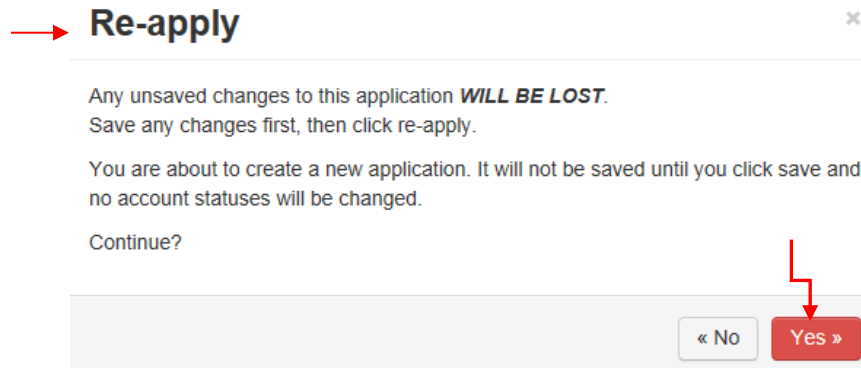 Re-apply
×
Any unsaved changes to this application WILL BE LOST.
Save any changes first, then click re-apply.
You are about to create a new application. It will not be saved until you click save and
no account statuses will be changed.
Continue?
« No
Yes »